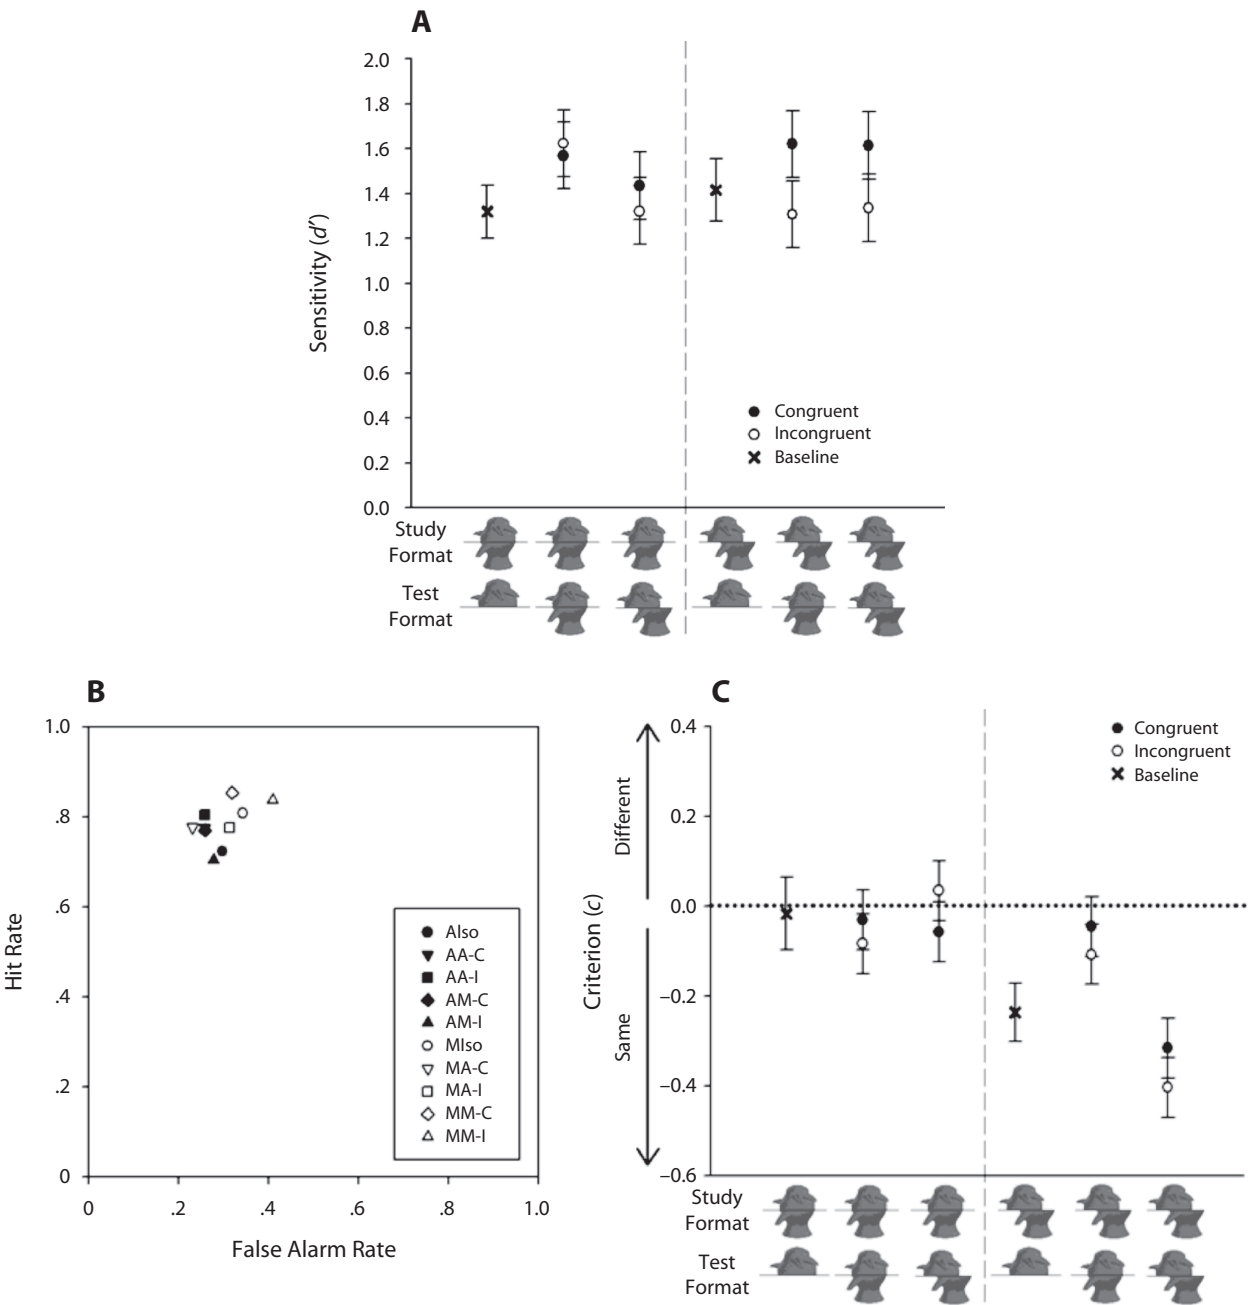 A
2.0
1.8
1.6
1.4
1.2
1.0
0.8
0.6
0.4
0.2
0.0
Sensitivity (d′)
Congruent
Incongruent
Baseline
Study
Format
Test
Format
B
1.0
.8
.6
.4
.2
0
Hit Rate
AIso
AA-C
AA-I
AM-C
AM-I
MIso
MA-C
MA-I
MM-C
MM-I
0 .2 .4 .6 .8 1.0
False Alarm Rate
C
0.4
0.2
0.0
–0.2
–0.4
–0.6
Different
Same
Criterion (c)
Congruent
Incongruent
Baseline
Study
Format
Test
Format